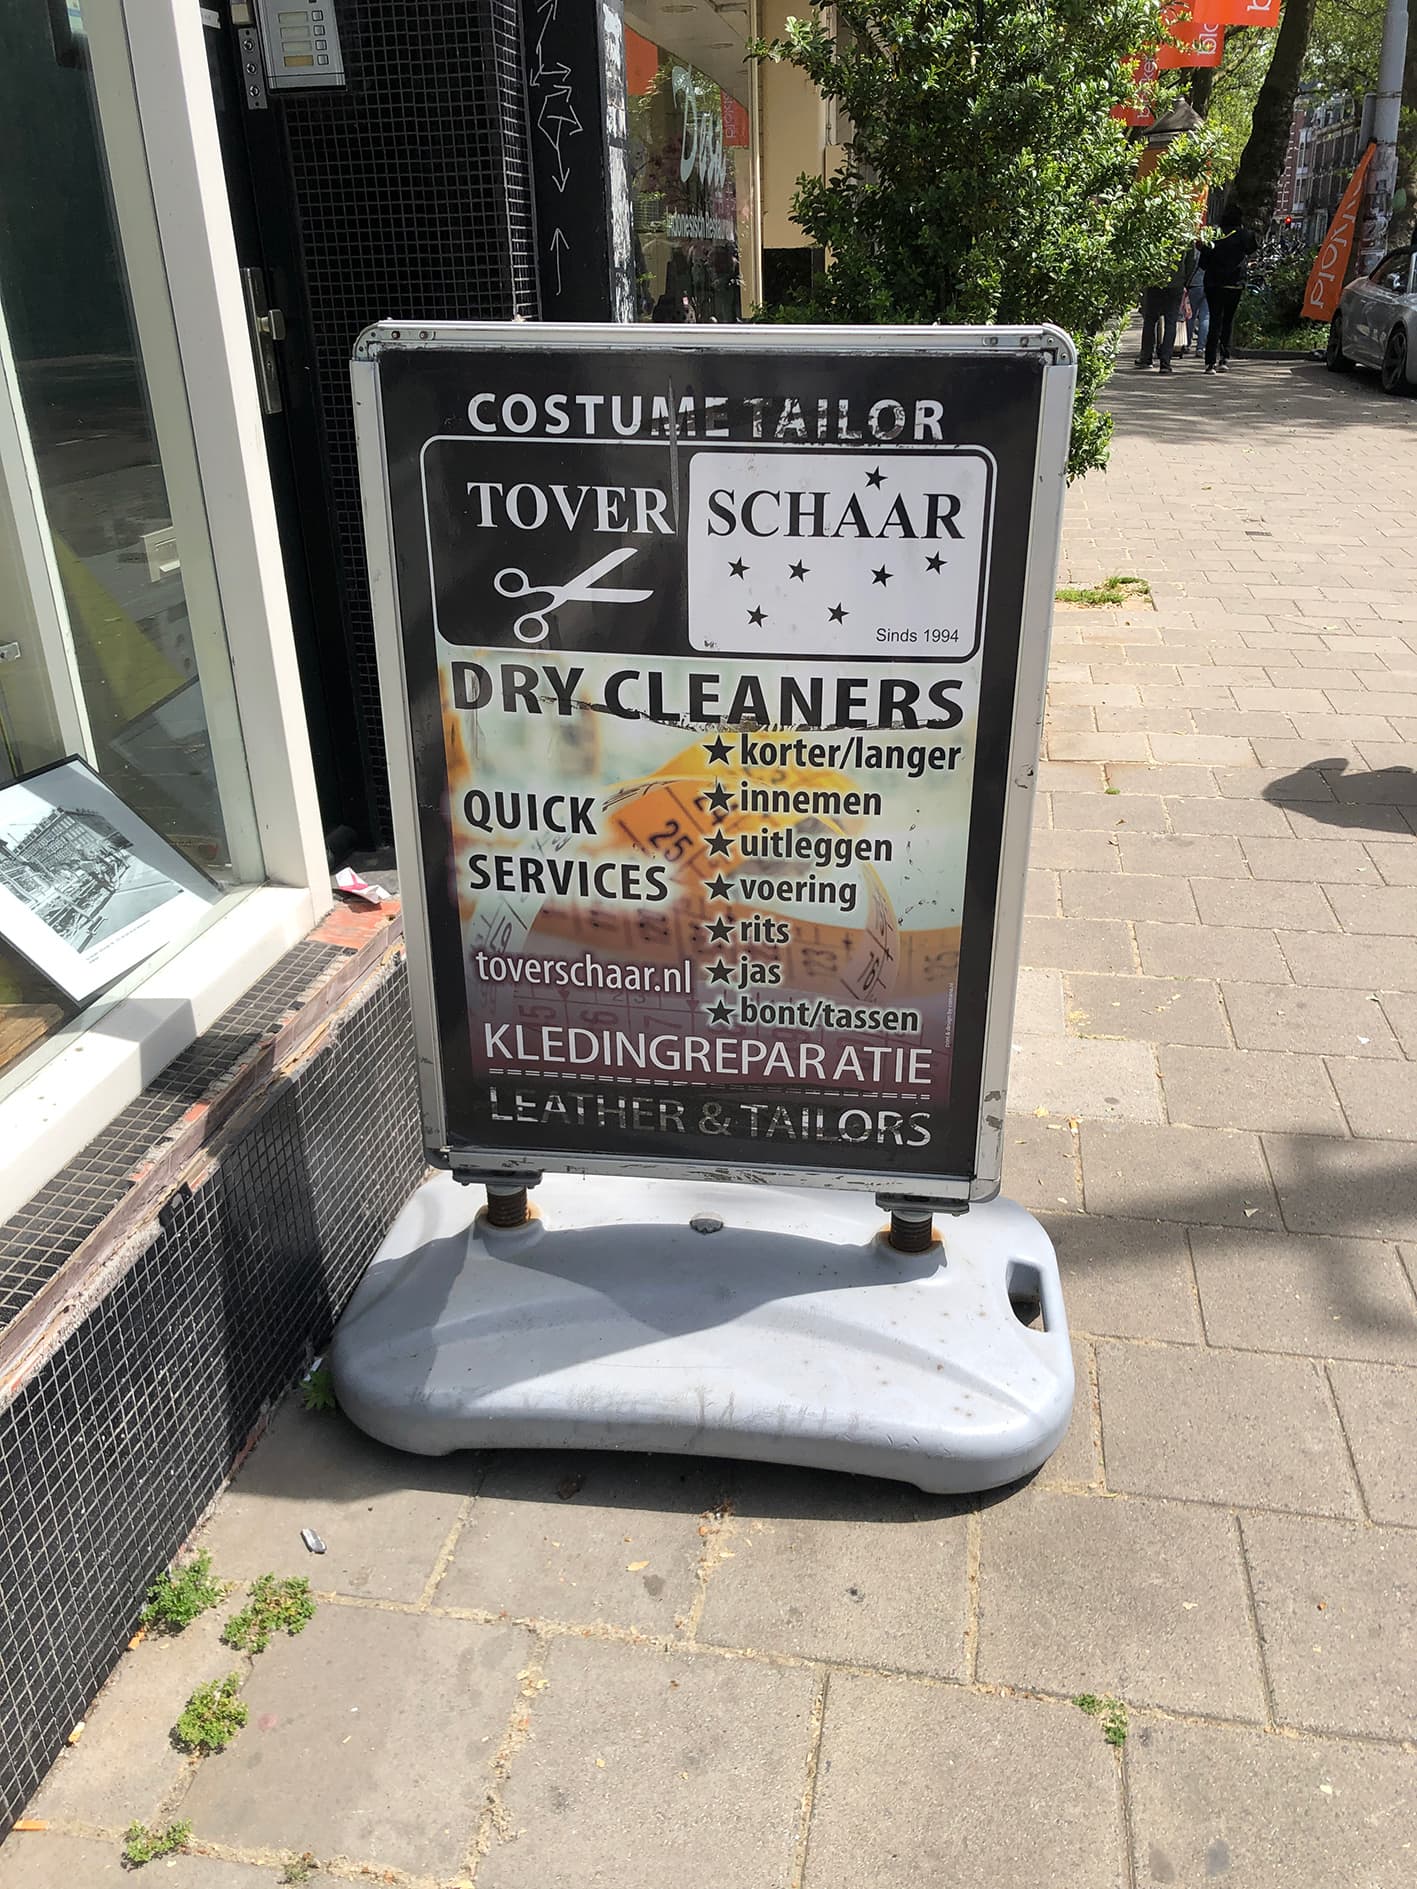 COSTUME TAILOR
TOVER SCHAAR
Sinds 1994
DRY CLEANERS
★ korter/langer
★ innemen
QUICK
★ uitleggen
SERVICES
★ voering
★ rits
toverschaar.nl
★ jas
★ bont/tassen
KLEDINGREPARATIE
LEATHER & TAILORS
25